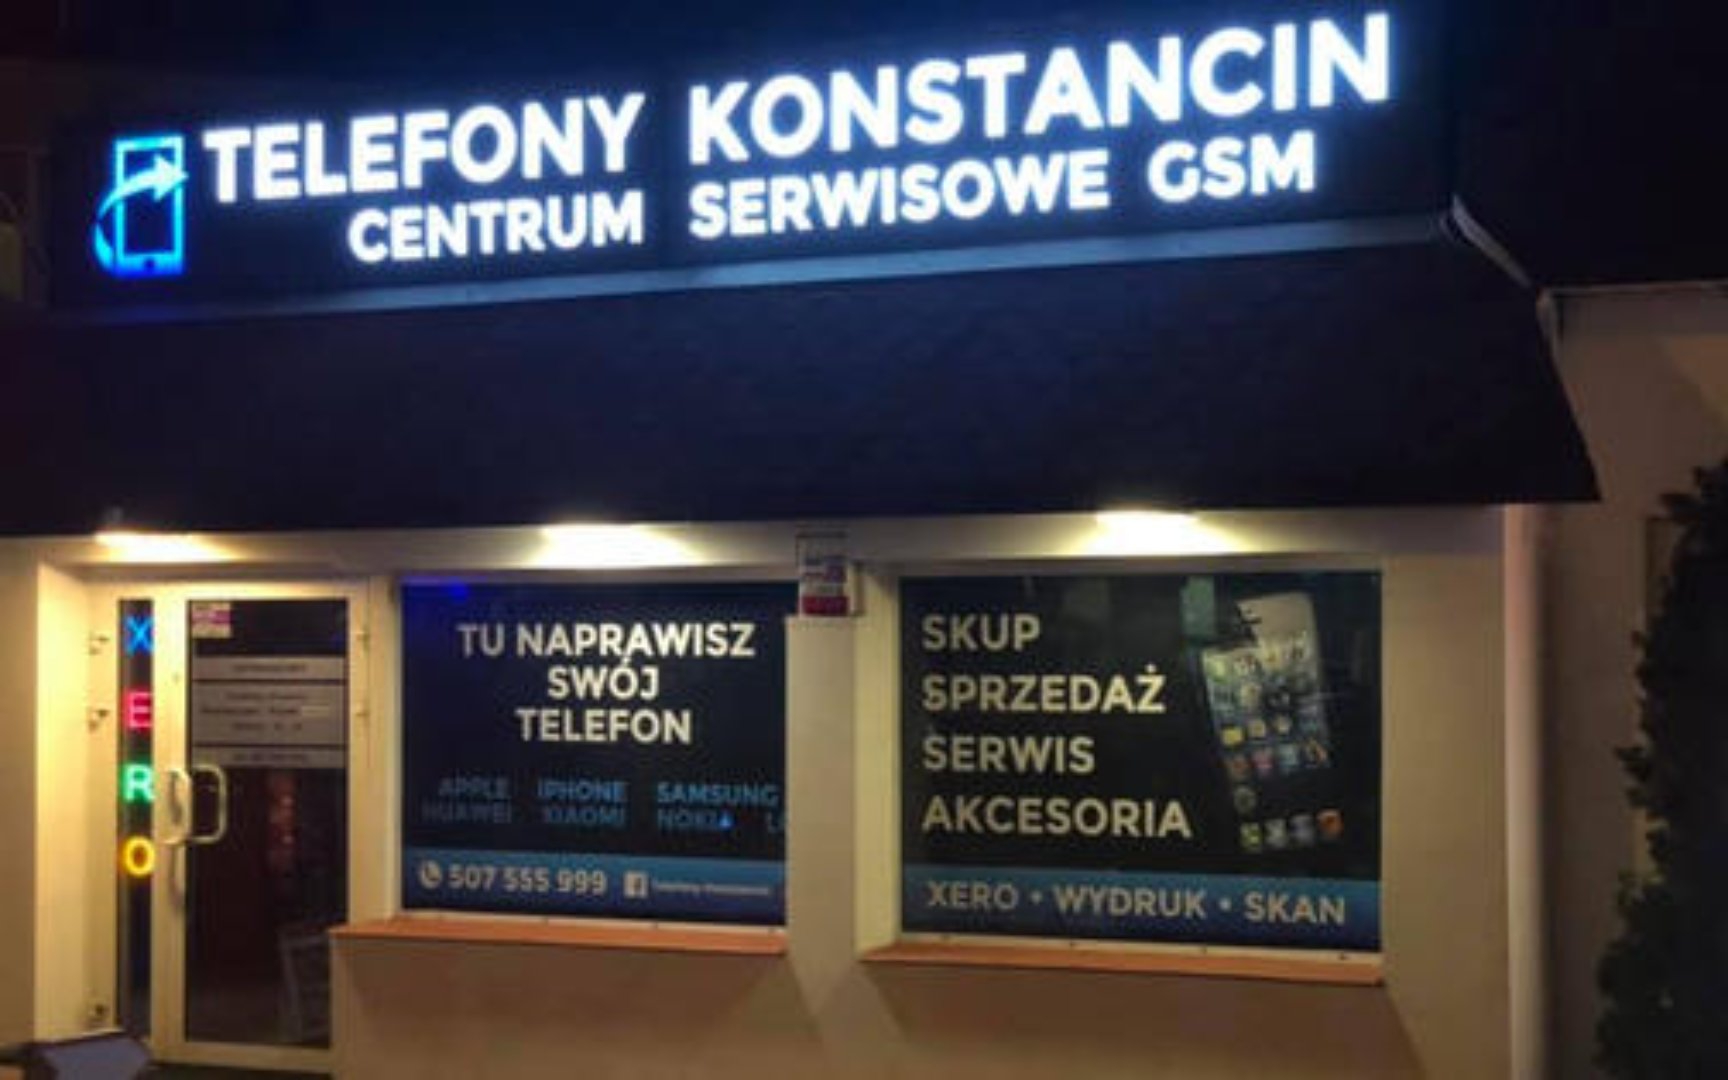 TELEFONY KONSTANCIN
CENTRUM SERWISOWE GSM
XERO
TU NAPRAWISZ
SWÓJ
TELEFON
APPLE IPHONE SAMSUNG
HUAWEI XIAOMI NOKIA
507 555 999
SKUP
SPRZEDAŻ
SERWIS
AKCESORIA
XERO • WYDRUK • SKAN